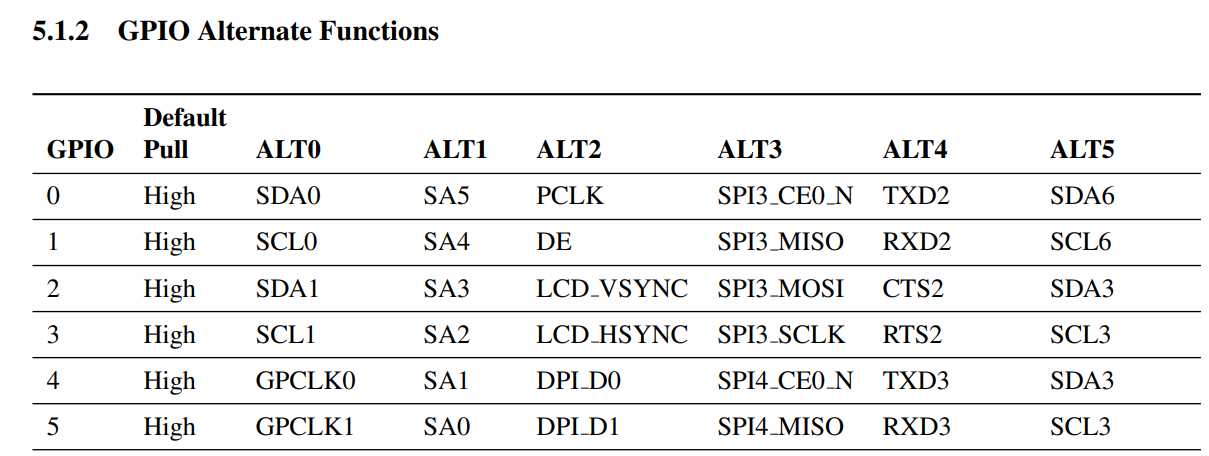 5.1.2 GPIO Alternate Functions
Default
GPIO Pull ALT0 ALT1 ALT2 ALT3 ALT4 ALT5
0 High SDA0 SA5 PCLK SPI3_CE0_N TXD2 SDA6
1 High SCL0 SA4 DE SPI3_MISO RXD2 SCL6
2 High SDA1 SA3 LCD_VSYNC SPI3_MOSI CTS2 SDA3
3 High SCL1 SA2 LCD_HSYNC SPI3_SCLK RTS2 SCL3
4 High GPCLK0 SA1 DPI_D0 SPI4_CE0_N TXD3 SDA3
5 High GPCLK1 SA0 DPI_D1 SPI4_MISO RXD3 SCL3